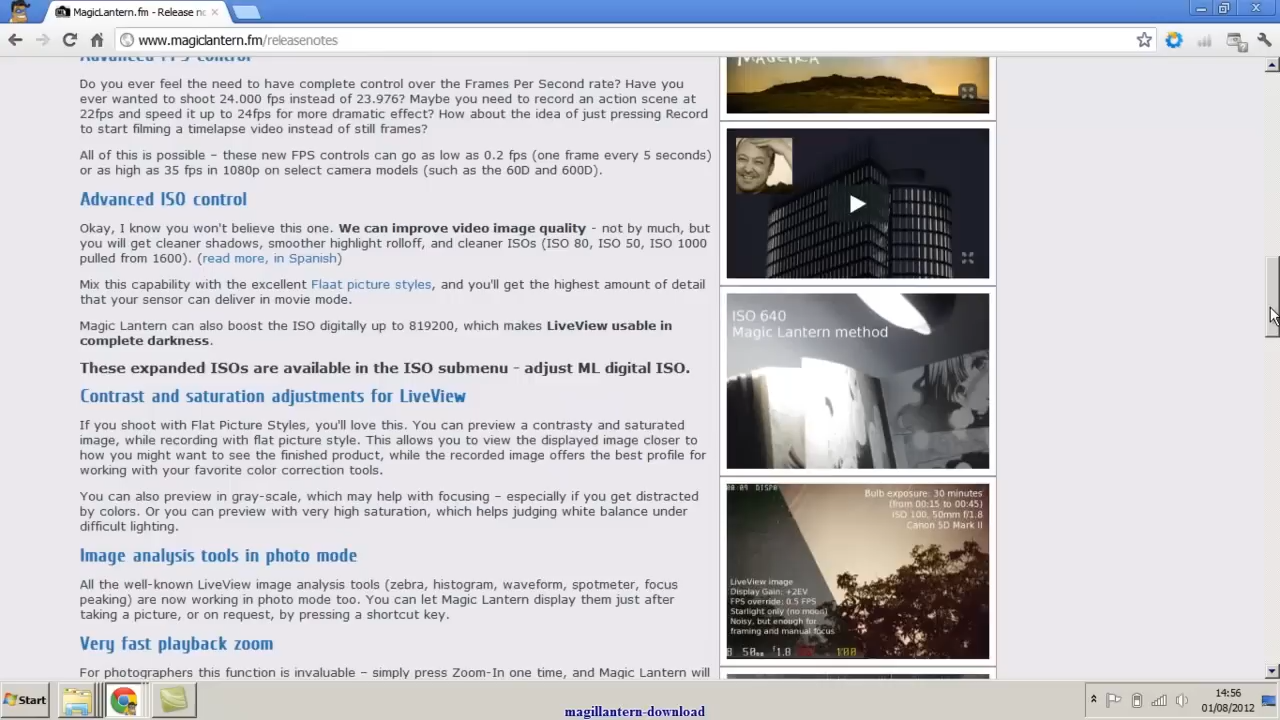 MagicLantern.fm - Release no
www.magiclantern.fm/releasenotes
Advanced FPS control
Do you ever feel the need to have complete control over the Frames Per Second rate? Have you
ever wanted to shoot 24.000 fps instead of 23.976? Maybe you need to record an action scene at
22fps and speed it up to 24fps for more dramatic effect? How about the idea of just pressing Record
to start filming a timelapse video instead of still frames?
All of this is possible – these new FPS controls can go as low as 0.2 fps (one frame every 5 seconds)
or as high as 35 fps in 1080p on select camera models (such as the 60D and 600D).
Advanced ISO control
Okay, I know you won't believe this one. We can improve video image quality - not by much, but
you will get cleaner shadows, smoother highlight rolloff, and cleaner ISOs (ISO 80, ISO 50, ISO 1000
pulled from 1600). (read more, in Spanish)
Mix this capability with the excellent Flaat picture styles, and you'll get the highest amount of detail
that your sensor can deliver in movie mode.
Magic Lantern can also boost the ISO digitally up to 819200, which makes LiveView usable in
complete darkness.
These expanded ISOs are available in the ISO submenu - adjust ML digital ISO.
Contrast and saturation adjustments for LiveView
If you shoot with Flat Picture Styles, you'll love this. You can preview a contrasty and saturated
image, while recording with flat picture style. This allows you to view the displayed image closer to
how you might want to see the finished product, while the recorded image offers the best profile for
working with your favorite color correction tools.
You can also preview in gray-scale, which may help with focusing – especially if you get distracted
by colors. Or you can preview with very high saturation, which helps judging white balance under
difficult lighting.
Image analysis tools in photo mode
All the well-known LiveView image analysis tools (zebra, histogram, waveform, spotmeter, focus
peaking) are now working in photo mode too. You can let Magic Lantern display them just after
taking a picture, or on request, by pressing a shortcut key.
Very fast playback zoom
For photographers this function is invaluable – simply press Zoom-In one time, and Magic Lantern will
MADEIRA
ISO 640
Magic Lantern method
Bulb exposure: 30 minutes
(from 00:15 to 00:45)
ISO 100, 50mm f/1.8
Canon 5D Mark II
LiveView image
Display Gain: +2EV
FPS override: 0.5 FPS
Starlight only (no moon)
Noisy, but enough for
framing and manual focus
Start
14:56
01/08/2012
magillantern-download